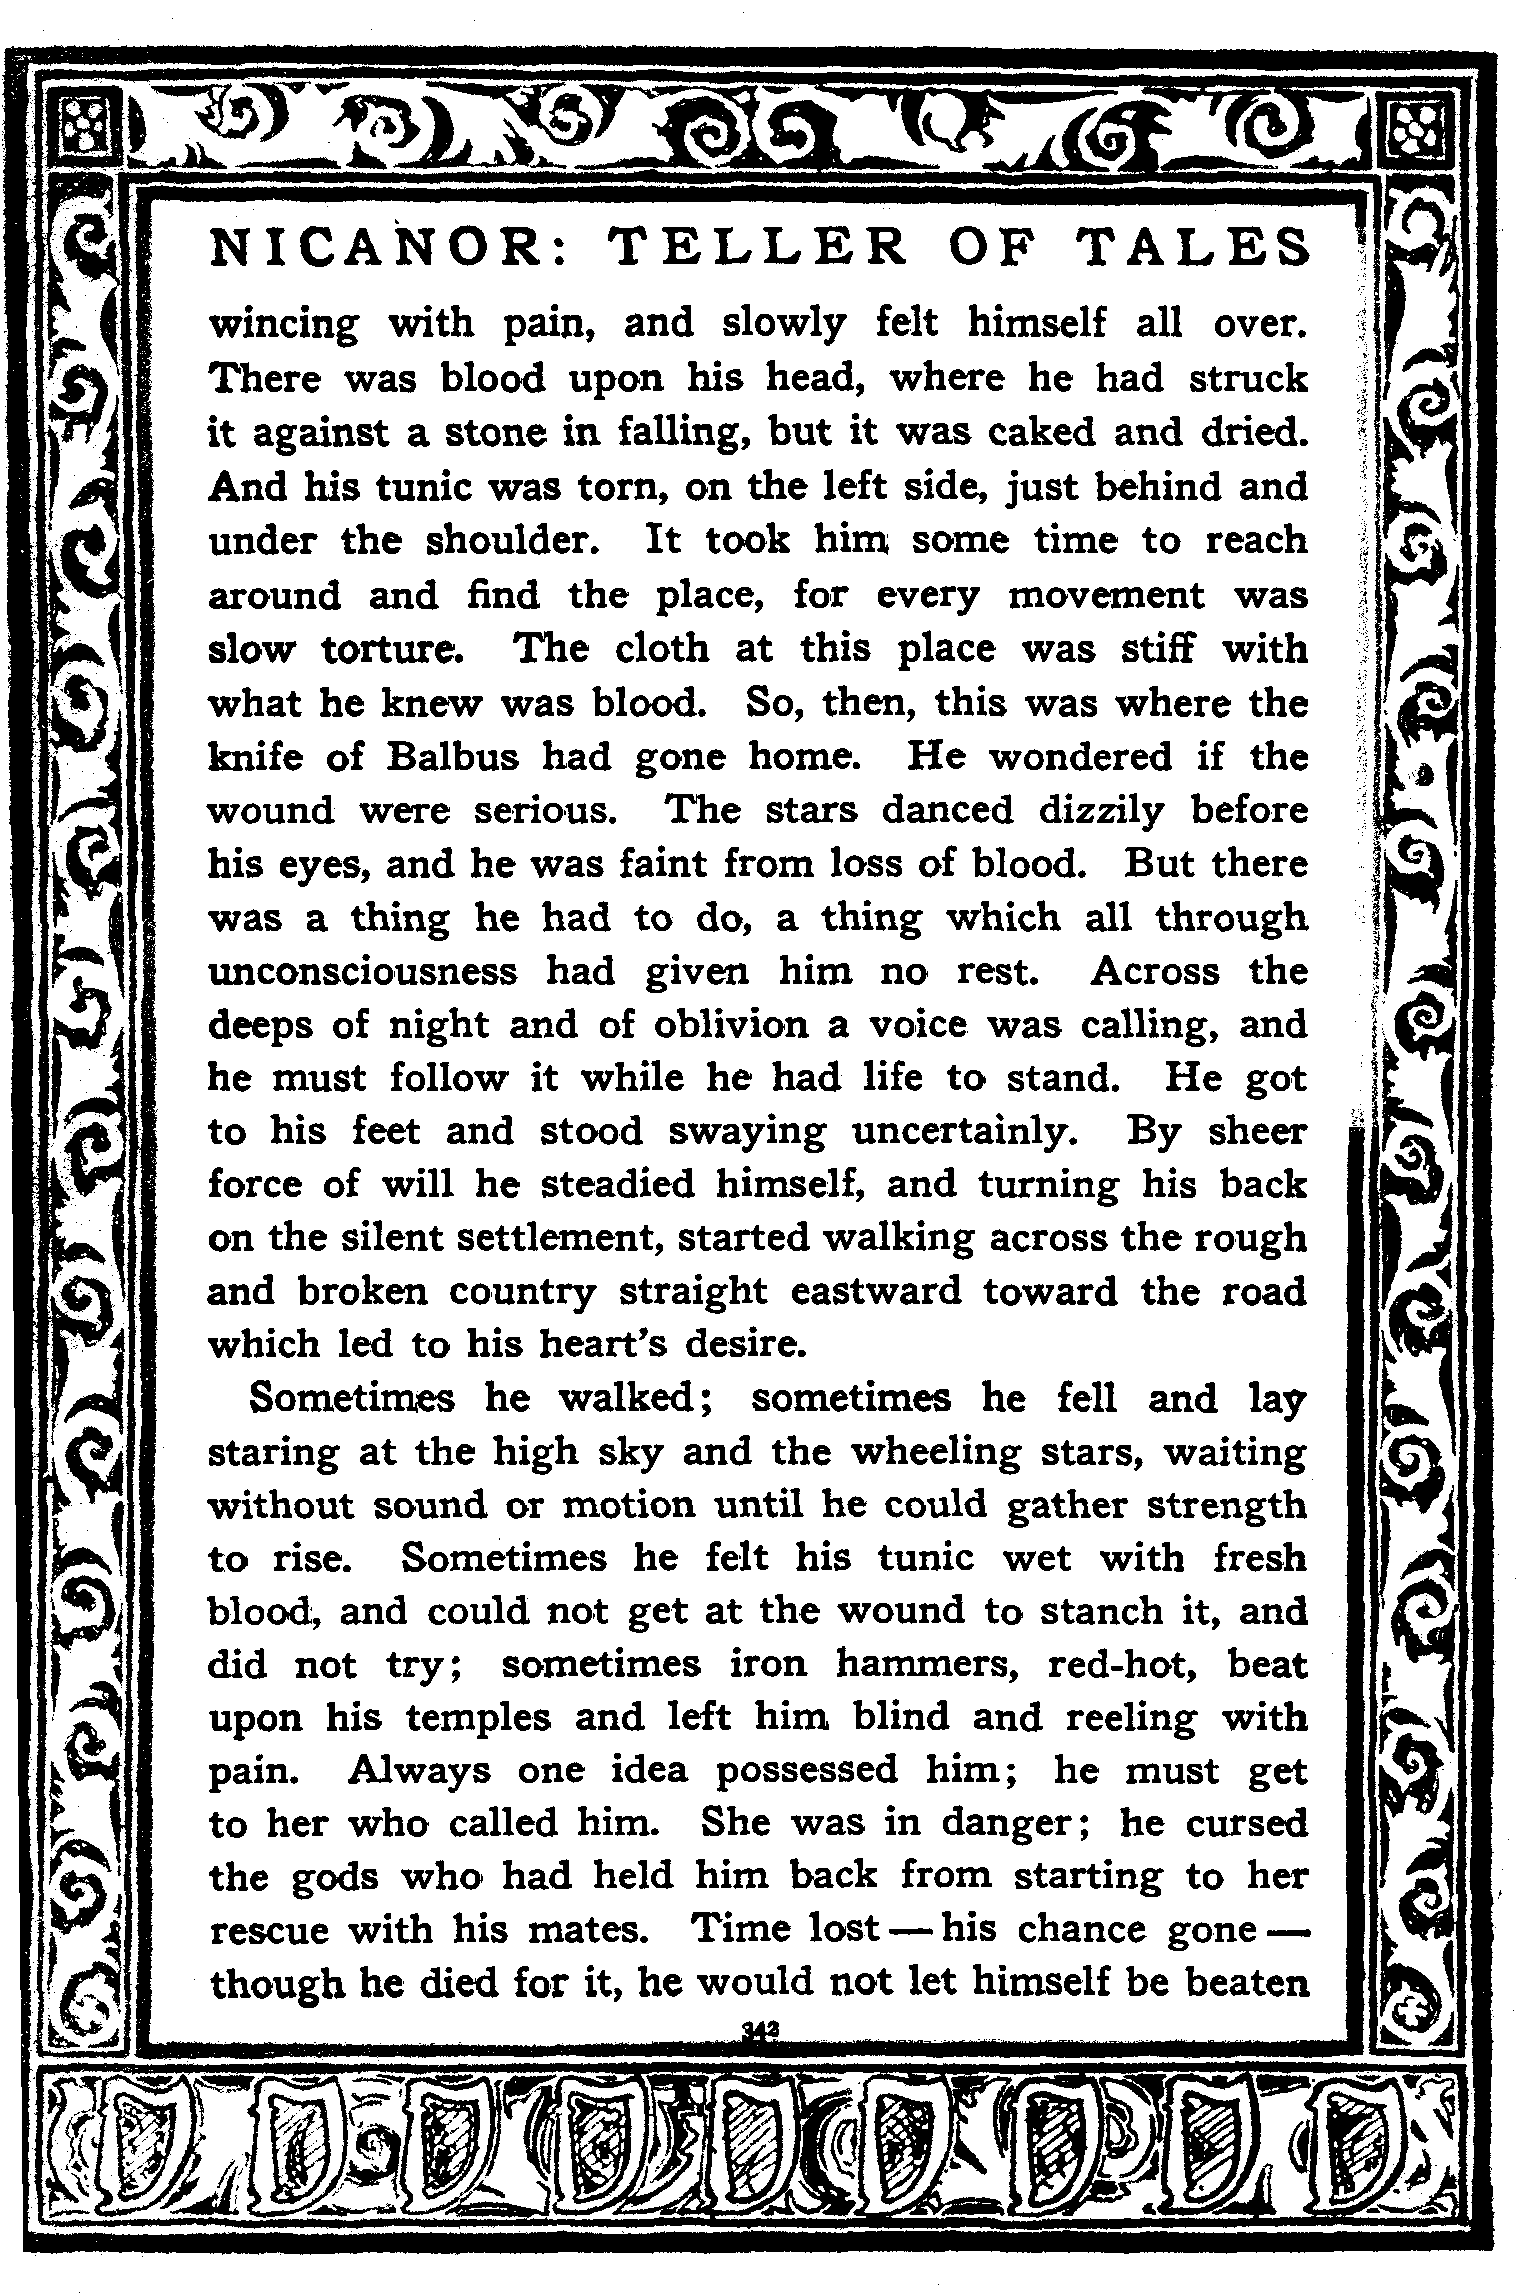 NICANOR: TELLER OF TALES
wincing with pain, and slowly felt himself all over.
There was blood upon his head, where he had struck
it against a stone in falling, but it was caked and dried.
And his tunic was torn, on the left side, just behind and
under the shoulder. It took him some time to reach
around and find the place, for every movement was
slow torture. The cloth at this place was stiff with
what he knew was blood. So, then, this was where the
knife of Balbus had gone home. He wondered if the
wound were serious. The stars danced dizzily before
his eyes, and he was faint from loss of blood. But there
was a thing he had to do, a thing which all through
unconsciousness had given him no rest. Across the
deeps of night and of oblivion a voice was calling, and
he must follow it while he had life to stand. He got
to his feet and stood swaying uncertainly. By sheer
force of will he steadied himself, and turning his back
on the silent settlement, started walking across the rough
and broken country straight eastward toward the road
which led to his heart's desire.
Sometimes he walked; sometimes he fell and lay
staring at the high sky and the wheeling stars, waiting
without sound or motion until he could gather strength
to rise. Sometimes he felt his tunic wet with fresh
blood, and could not get at the wound to stanch it, and
did not try; sometimes iron hammers, red-hot, beat
upon his temples and left him blind and reeling with
pain. Always one idea possessed him; he must get
to her who called him. She was in danger; he cursed
the gods who had held him back from starting to her
rescue with his mates. Time lost — his chance gone —
though he died for it, he would not let himself be beaten
342